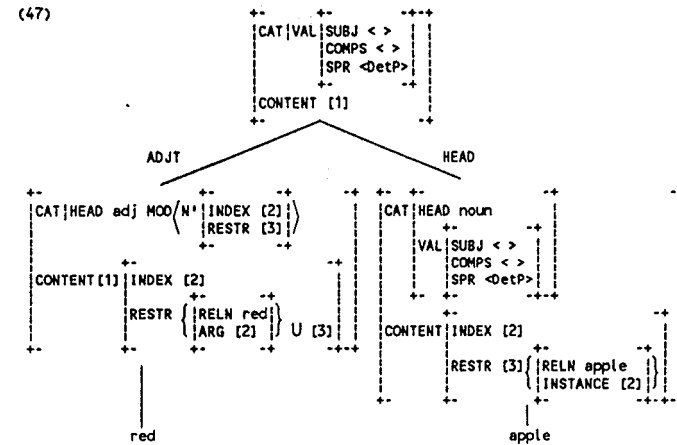 (47)
CAT|VAL SUBJ < >
COMPS < >
SPR <DetP>
CONTENT [1]
ADJT HEAD
CAT|HEAD adj MOD⟨N' INDEX [2]⟩
RESTR [3]
CONTENT[1] INDEX [2]
RESTR { RELN red } U [3]
ARG [2]
red
CAT HEAD noun
VAL SUBJ < >
COMPS < >
SPR <DetP>
CONTENT INDEX [2]
RESTR [3] { RELN apple }
INSTANCE [2]
apple